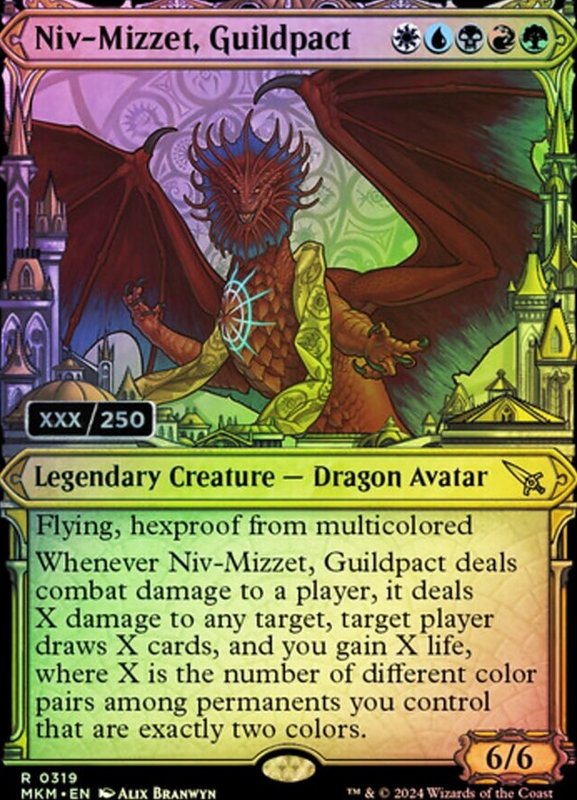 Niv-Mizzet, Guildpact
XXX/250
Legendary Creature — Dragon Avatar
Flying, hexproof from multicolored
Whenever Niv-Mizzet, Guildpact deals
combat damage to a player, it deals
X damage to any target, target player
draws X cards, and you gain X life,
where X is the number of different color
pairs among permanents you control
that are exactly two colors.
6/6
R 0319
MKM • EN Alix Branwyn
™ & © 2024 Wizards of the Coast